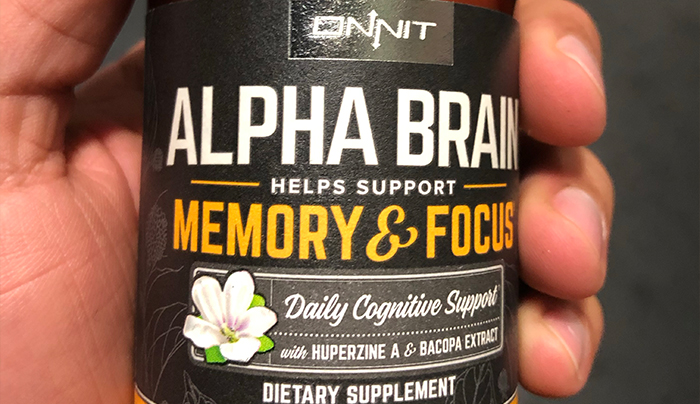 ONNIT
ALPHA BRAIN
HELPS SUPPORT
MEMORY & FOCUS
Daily Cognitive Support
with HUPERZINE A & BACOPA EXTRACT
DIETARY SUPPLEMENT